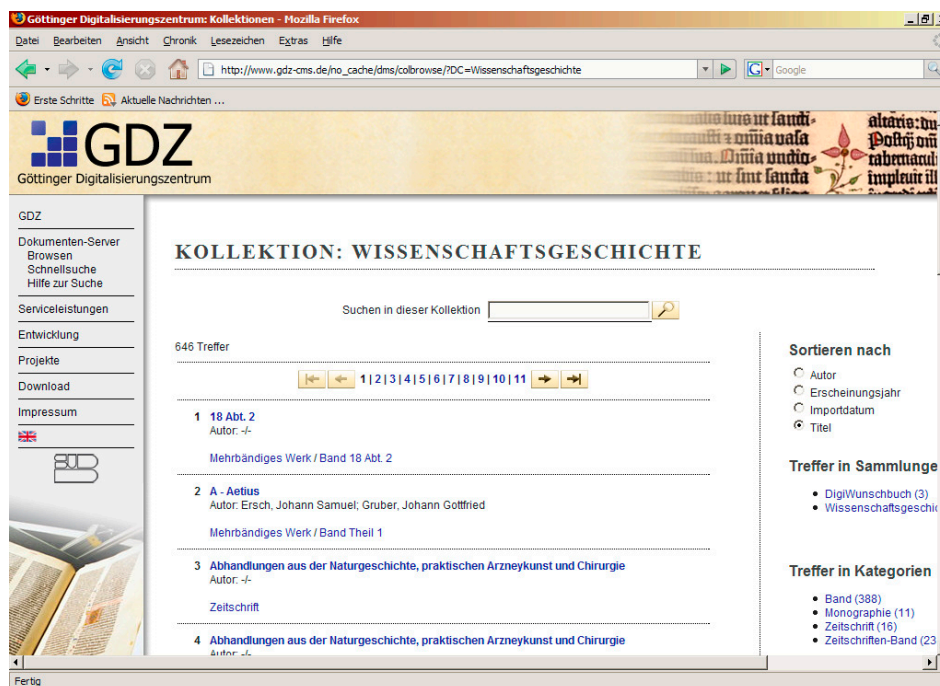 Göttinger Digitalisierungszentrum: Kollektionen - Mozilla Firefox
Datei Bearbeiten Ansicht Chronik Lesezeichen Extras Hilfe
http://www.gdz-cms.de/no_cache/dms/colbrowse/?DC=Wissenschaftsgeschichte
Google
Erste Schritte Aktuelle Nachrichten ...
GDZ
Göttinger Digitalisierungszentrum
GDZ
Dokumenten-Server
Browsen
Schnellsuche
Hilfe zur Suche
Serviceleistungen
Entwicklung
Projekte
Download
Impressum
KOLLEKTION: WISSENSCHAFTSGESCHICHTE
Suchen in dieser Kollektion
646 Treffer
1|2|3|4|5|6|7|8|9|10|11
1 18 Abt. 2
Autor: -/-
Mehrbändiges Werk / Band 18 Abt. 2
2 A - Aetius
Autor: Ersch, Johann Samuel; Gruber, Johann Gottfried
Mehrbändiges Werk / Band Theil 1
3 Abhandlungen aus der Naturgeschichte, praktischen Arzneykunst und Chirurgie
Autor: -/-
Zeitschrift
4 Abhandlungen aus der Naturgeschichte, praktischen Arzneykunst und Chirurgie
Autor: -/-
Sortieren nach
Autor
Erscheinungsjahr
Importdatum
Titel
Treffer in Sammlunge
DigiWunschbuch (3)
Wissenschaftsgeschic
Treffer in Kategorien
Band (388)
Monographie (11)
Zeitschrift (16)
Zeitschriften-Band (23
Fertig